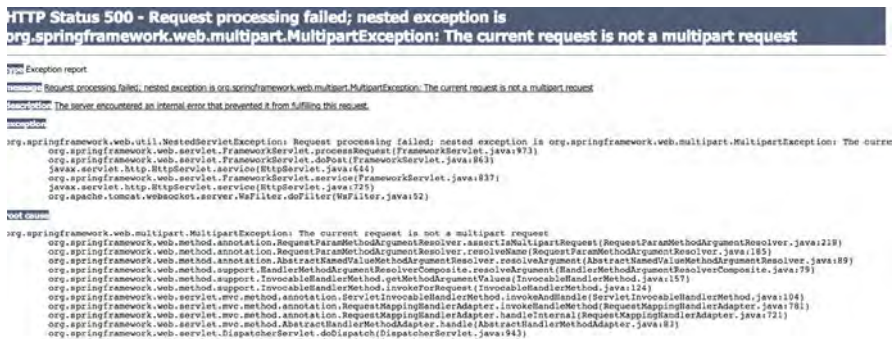 HTTP Status 500 - Request processing failed; nested exception is
org.springframework.web.multipart.MultipartException: The current request is not a multipart request
type Exception report
message Request processing failed; nested exception is org.springframework.web.multipart.MultipartException: The current request is not a multipart request
description The server encountered an internal error that prevented it from fulfilling this request.
exception
org.springframework.web.util.NestedServletException: Request processing failed; nested exception is org.springframework.web.multipart.MultipartException: The curre
org.springframework.web.servlet.FrameworkServlet.processRequest(FrameworkServlet.java:973)
org.springframework.web.servlet.FrameworkServlet.doPost(FrameworkServlet.java:863)
javax.servlet.http.HttpServlet.service(HttpServlet.java:644)
org.springframework.web.servlet.FrameworkServlet.service(FrameworkServlet.java:837)
javax.servlet.http.HttpServlet.service(HttpServlet.java:725)
org.apache.tomcat.websocket.server.WsFilter.doFilter(WsFilter.java:52)
root cause
org.springframework.web.multipart.MultipartException: The current request is not a multipart request
org.springframework.web.method.annotation.RequestParamMethodArgumentResolver.assertIsMultipartRequest(RequestParamMethodArgumentResolver.java:218)
org.springframework.web.method.annotation.RequestParamMethodArgumentResolver.resolveName(RequestParamMethodArgumentResolver.java:185)
org.springframework.web.method.annotation.AbstractNamedValueMethodArgumentResolver.resolveArgument(AbstractNamedValueMethodArgumentResolver.java:89)
org.springframework.web.method.support.HandlerMethodArgumentResolverComposite.resolveArgument(HandlerMethodArgumentResolverComposite.java:79)
org.springframework.web.method.support.InvocableHandlerMethod.getMethodArgumentValues(InvocableHandlerMethod.java:157)
org.springframework.web.method.support.InvocableHandlerMethod.invokeForRequest(InvocableHandlerMethod.java:124)
org.springframework.web.servlet.mvc.method.annotation.ServletInvocableHandlerMethod.invokeAndHandle(ServletInvocableHandlerMethod.java:104)
org.springframework.web.servlet.mvc.method.annotation.RequestMappingHandlerAdapter.invokeHandleMethod(RequestMappingHandlerAdapter.java:781)
org.springframework.web.servlet.mvc.method.annotation.RequestMappingHandlerAdapter.handleInternal(RequestMappingHandlerAdapter.java:721)
org.springframework.web.servlet.mvc.method.AbstractHandlerMethodAdapter.handle(AbstractHandlerMethodAdapter.java:83)
org.springframework.web.servlet.DispatcherServlet.doDispatch(DispatcherServlet.java:943)